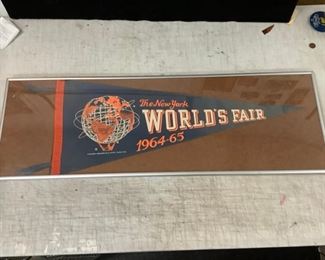 The New York
WORLD'S FAIR
1964-65